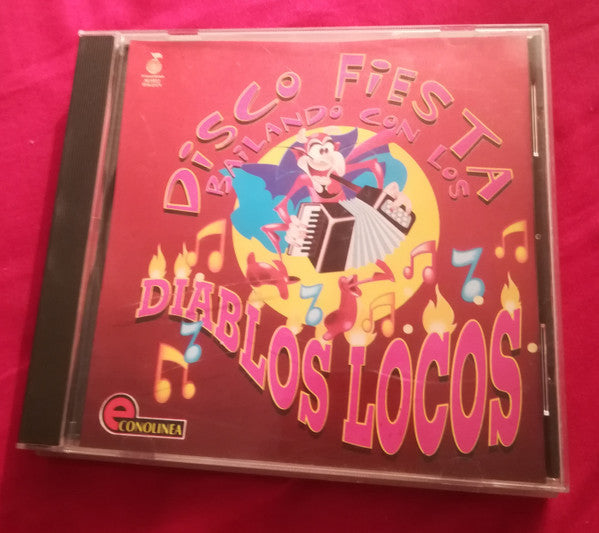 DiSCO FiESTA
BAiLANDO CON LOS
DIABLOS LOCOS
eCONOLINEA